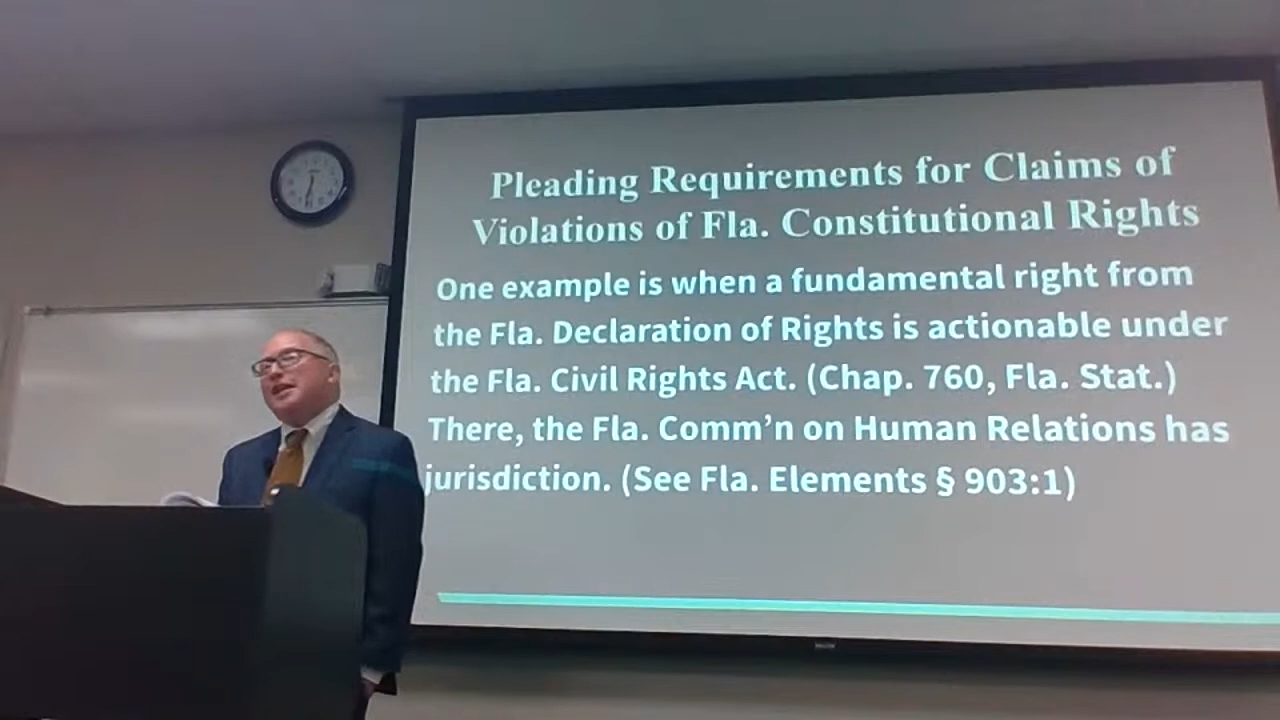 Pleading Requirements for Claims of
Violations of Fla. Constitutional Rights
One example is when a fundamental right from
the Fla. Declaration of Rights is actionable under
the Fla. Civil Rights Act. (Chap. 760, Fla. Stat.)
There, the Fla. Comm’n on Human Relations has
jurisdiction. (See Fla. Elements § 903:1)